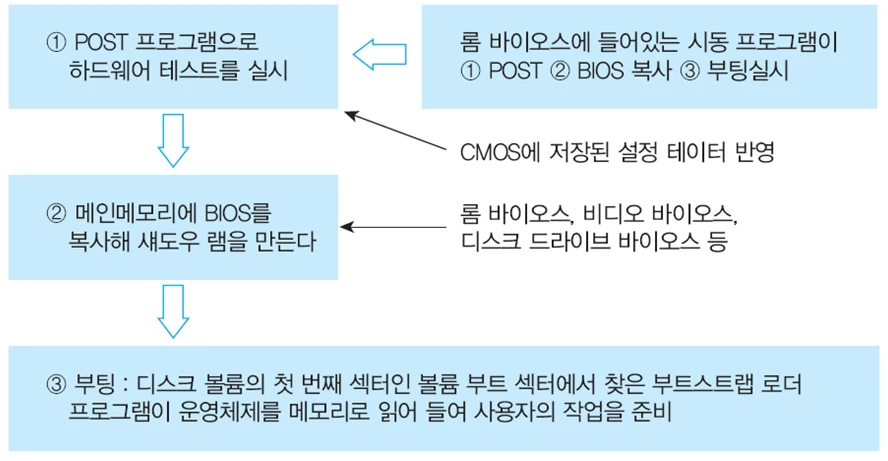 ① POST 프로그램으로
하드웨어 테스트를 실시
롬 바이오스에 들어있는 시동 프로그램이
① POST ② BIOS 복사 ③ 부팅실시
CMOS에 저장된 설정 테이터 반영
② 메인메모리에 BIOS를
복사해 섀도우 램을 만든다
롬 바이오스, 비디오 바이오스,
디스크 드라이브 바이오스 등
③ 부팅 : 디스크 볼륨의 첫 번째 섹터인 볼륨 부트 섹터에서 찾은 부트스트랩 로더
프로그램이 운영체제를 메모리로 읽어 들여 사용자의 작업을 준비